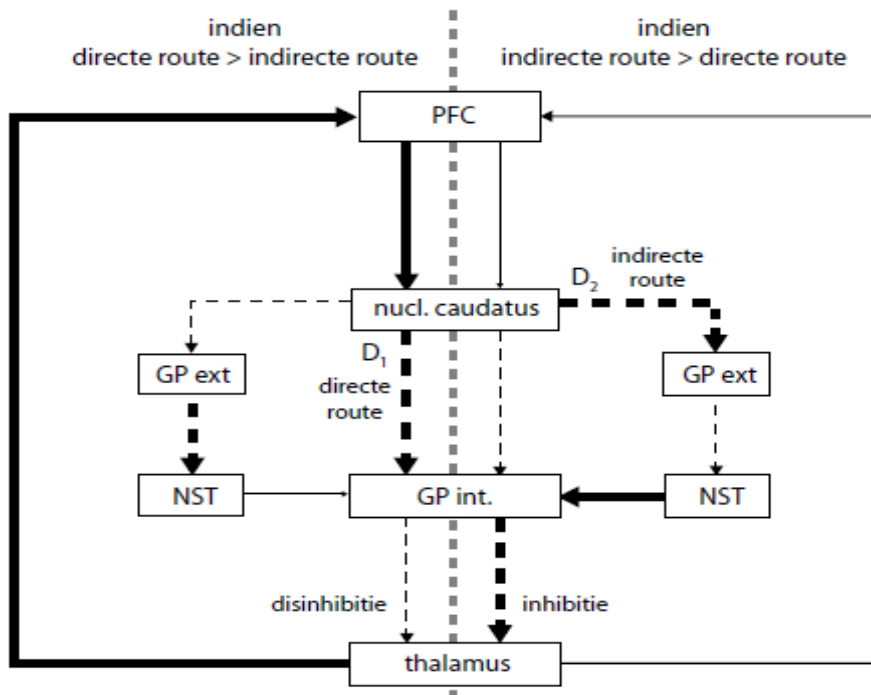 indien
directe route > indirecte route
indien
indirecte route > directe route
PFC
D₂
indirecte
route
nucl. caudatus
D₁
directe
route
GP ext
GP ext
NST
GP int.
NST
disinhibitie
inhibitie
thalamus